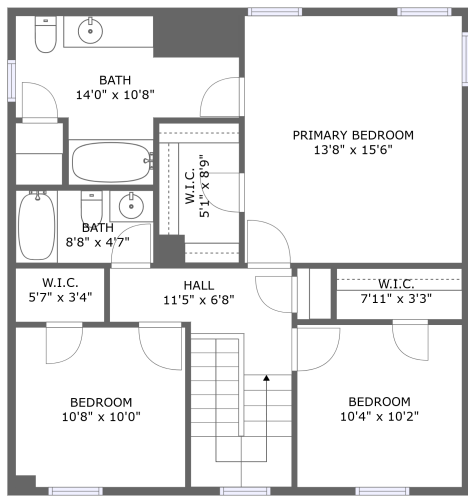 BATH
14'0" x 10'8"
PRIMARY BEDROOM
13'8" x 15'6"
W.I.C.
5'1" x 8'9"
BATH
8'8" x 4'7"
W.I.C.
5'7" x 3'4"
HALL
11'5" x 6'8"
W.I.C.
7'11" x 3'3"
BEDROOM
10'8" x 10'0"
BEDROOM
10'4" x 10'2"